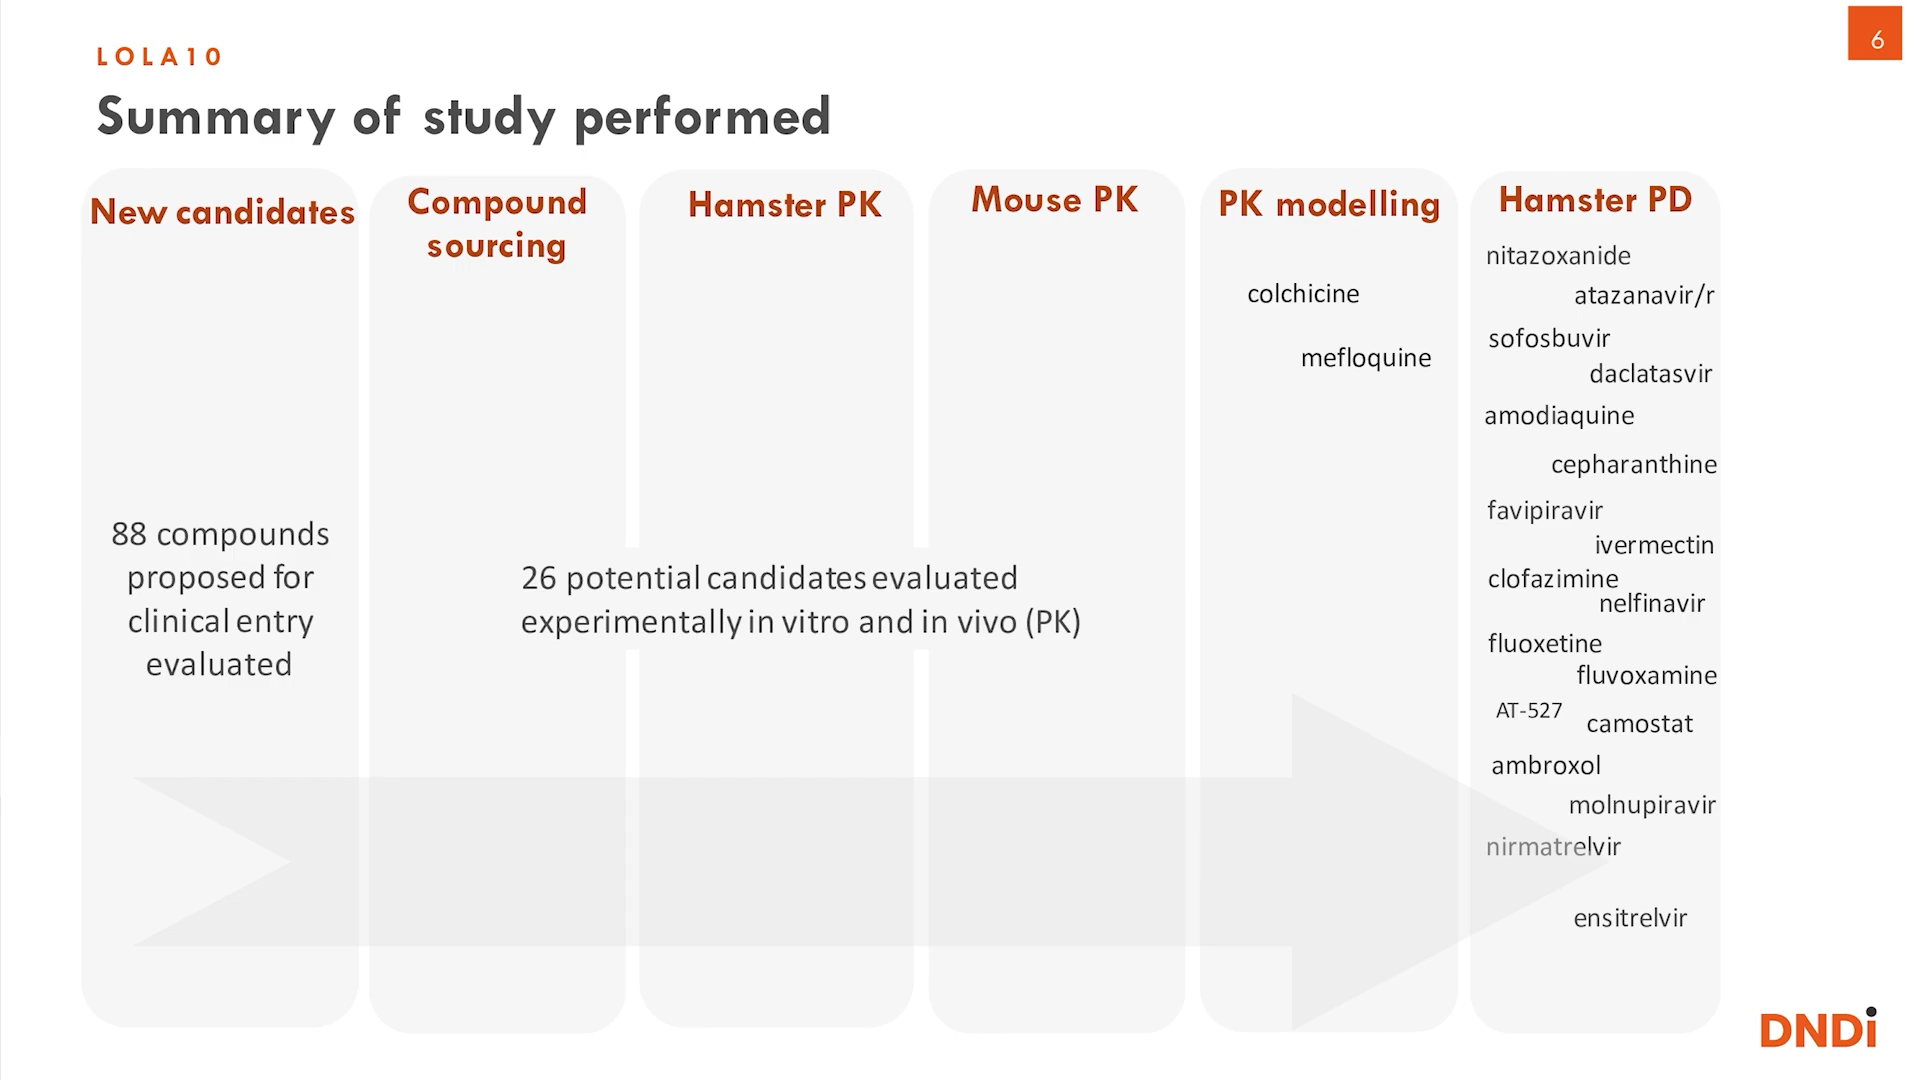 LOLA10
6
Summary of study performed
New candidates
88 compounds
proposed for
clinical entry
evaluated
Compound
sourcing
Hamster PK
Mouse PK
26 potential candidates evaluated
experimentally in vitro and in vivo (PK)
PK modelling
colchicine
mefloquine
Hamster PD
nitazoxanide
atazanavir/r
sofosbuvir
daclatasvir
amodiaquine
cepharanthine
favipiravir
ivermectin
clofazimine
nelfinavir
fluoxetine
fluvoxamine
AT-527
camostat
ambroxol
molnupiravir
nirmatrelvir
ensitrelvir
DNDi